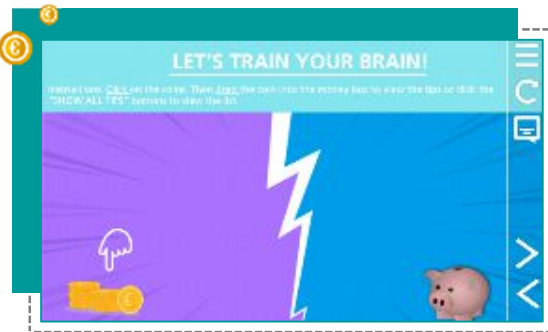 LET'S TRAIN YOUR BRAIN!
Instructions: Click on the coins. Then drag the coin into the money box to view the tips or click the
"SHOW ALL TIPS" buttons to view the list